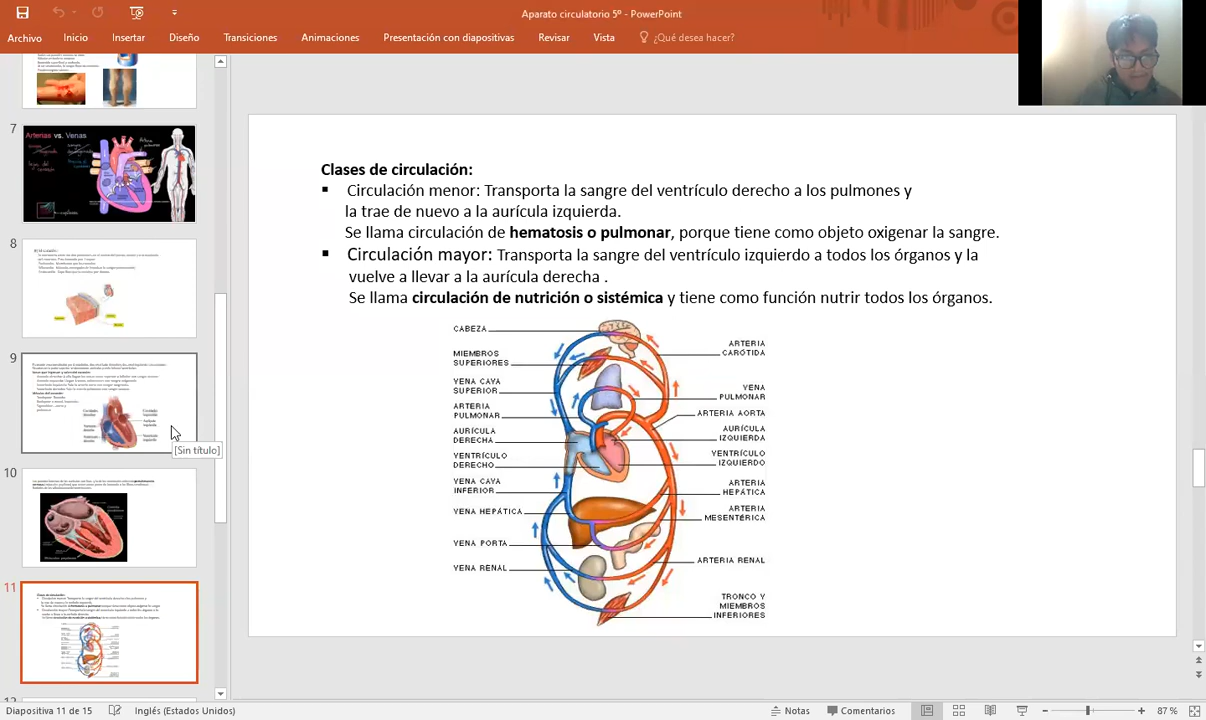 Aparato circulatorio 5º - PowerPoint
Archivo
Inicio
Insertar
Diseño
Transiciones
Animaciones
Presentación con diapositivas
Revisar
Vista
¿Qué desea hacer?
7
Arterias vs. Venas
8
9
[Sin título]
10
11
Clases de circulación:
Circulación menor: Transporta la sangre del ventrículo derecho a los pulmones y
la trae de nuevo a la aurícula izquierda.
Se llama circulación de hematosis o pulmonar, porque tiene como objeto oxigenar la sangre.
Circulación mayor: Transporta la sangre del ventrículo izquierdo a todos los órganos y la
vuelve a llevar a la aurícula derecha .
Se llama circulación de nutrición o sistémica y tiene como función nutrir todos los órganos.
CABEZA
MIEMBROS
SUPERIORES
VENA CAVA
SUPERIOR
ARTERIA
PULMONAR
AURÍCULA
DERECHA
VENTRÍCULO
DERECHO
VENA CAVA
INFERIOR
VENA HEPÁTICA
VENA PORTA
VENA RENAL
ARTERIA
CARÓTIDA
VENA
PULMONAR
ARTERIA AORTA
AURÍCULA
IZQUIERDA
VENTRÍCULO
IZQUIERDO
ARTERIA
HEPÁTICA
ARTERIA
MESENTÉRICA
ARTERIA RENAL
TRONCO Y
MIEMBROS
INFERIORES
Diapositiva 11 de 15
Inglés (Estados Unidos)
Notas
Comentarios
87 %